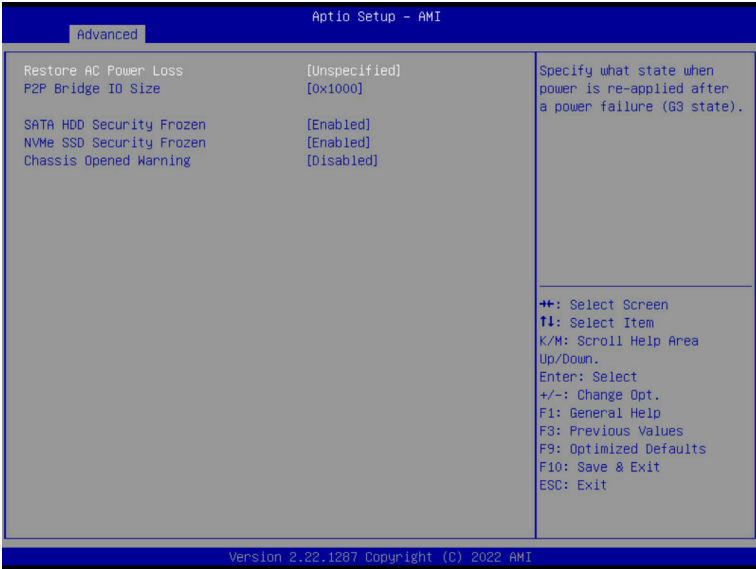 Aptio Setup – AMI
Advanced
Restore AC Power Loss [Unspecified]
P2P Bridge IO Size [0x1000]
SATA HDD Security Frozen [Enabled]
NVMe SSD Security Frozen [Enabled]
Chassis Opened Warning [Disabled]
Specify what state when
power is re-applied after
a power failure (G3 state).
→←: Select Screen
↑↓: Select Item
K/M: Scroll Help Area
Up/Down.
Enter: Select
+/-: Change Opt.
F1: General Help
F3: Previous Values
F9: Optimized Defaults
F10: Save & Exit
ESC: Exit
Version 2.22.1287 Copyright (C) 2022 AMI